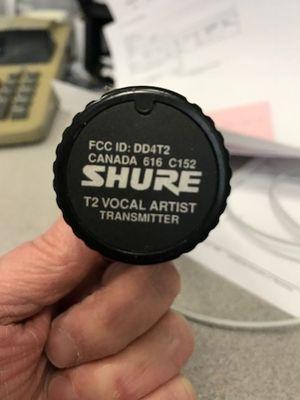 FCC ID: DD4T2
CANADA 616 C152
SHURE
T2 VOCAL ARTIST
TRANSMITTER